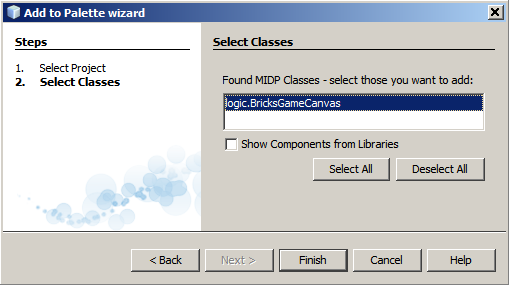 Add to Palette wizard
Steps
1. Select Project
2. Select Classes
Select Classes
Found MIDP Classes - select those you want to add:
logic.BricksGameCanvas
Show Components from Libraries
Select All
Deselect All
< Back
Next >
Finish
Cancel
Help